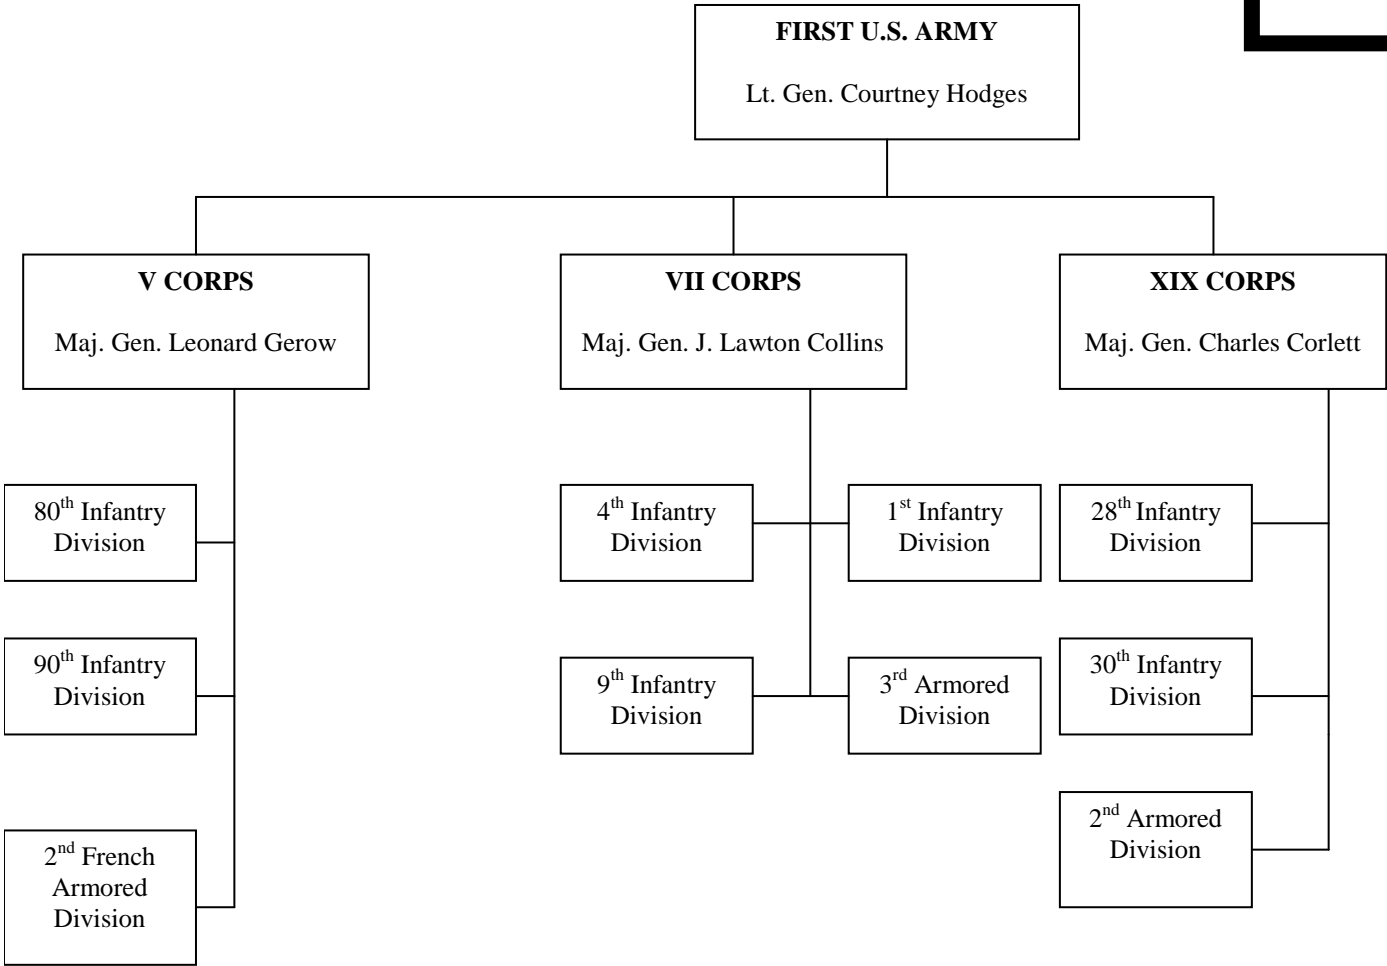 FIRST U.S. ARMY
Lt. Gen. Courtney Hodges
V CORPS
Maj. Gen. Leonard Gerow
VII CORPS
Maj. Gen. J. Lawton Collins
XIX CORPS
Maj. Gen. Charles Corlett
80th Infantry
Division
90th Infantry
Division
2nd French
Armored
Division
4th Infantry
Division
1st Infantry
Division
9th Infantry
Division
3rd Armored
Division
28th Infantry
Division
30th Infantry
Division
2nd Armored
Division